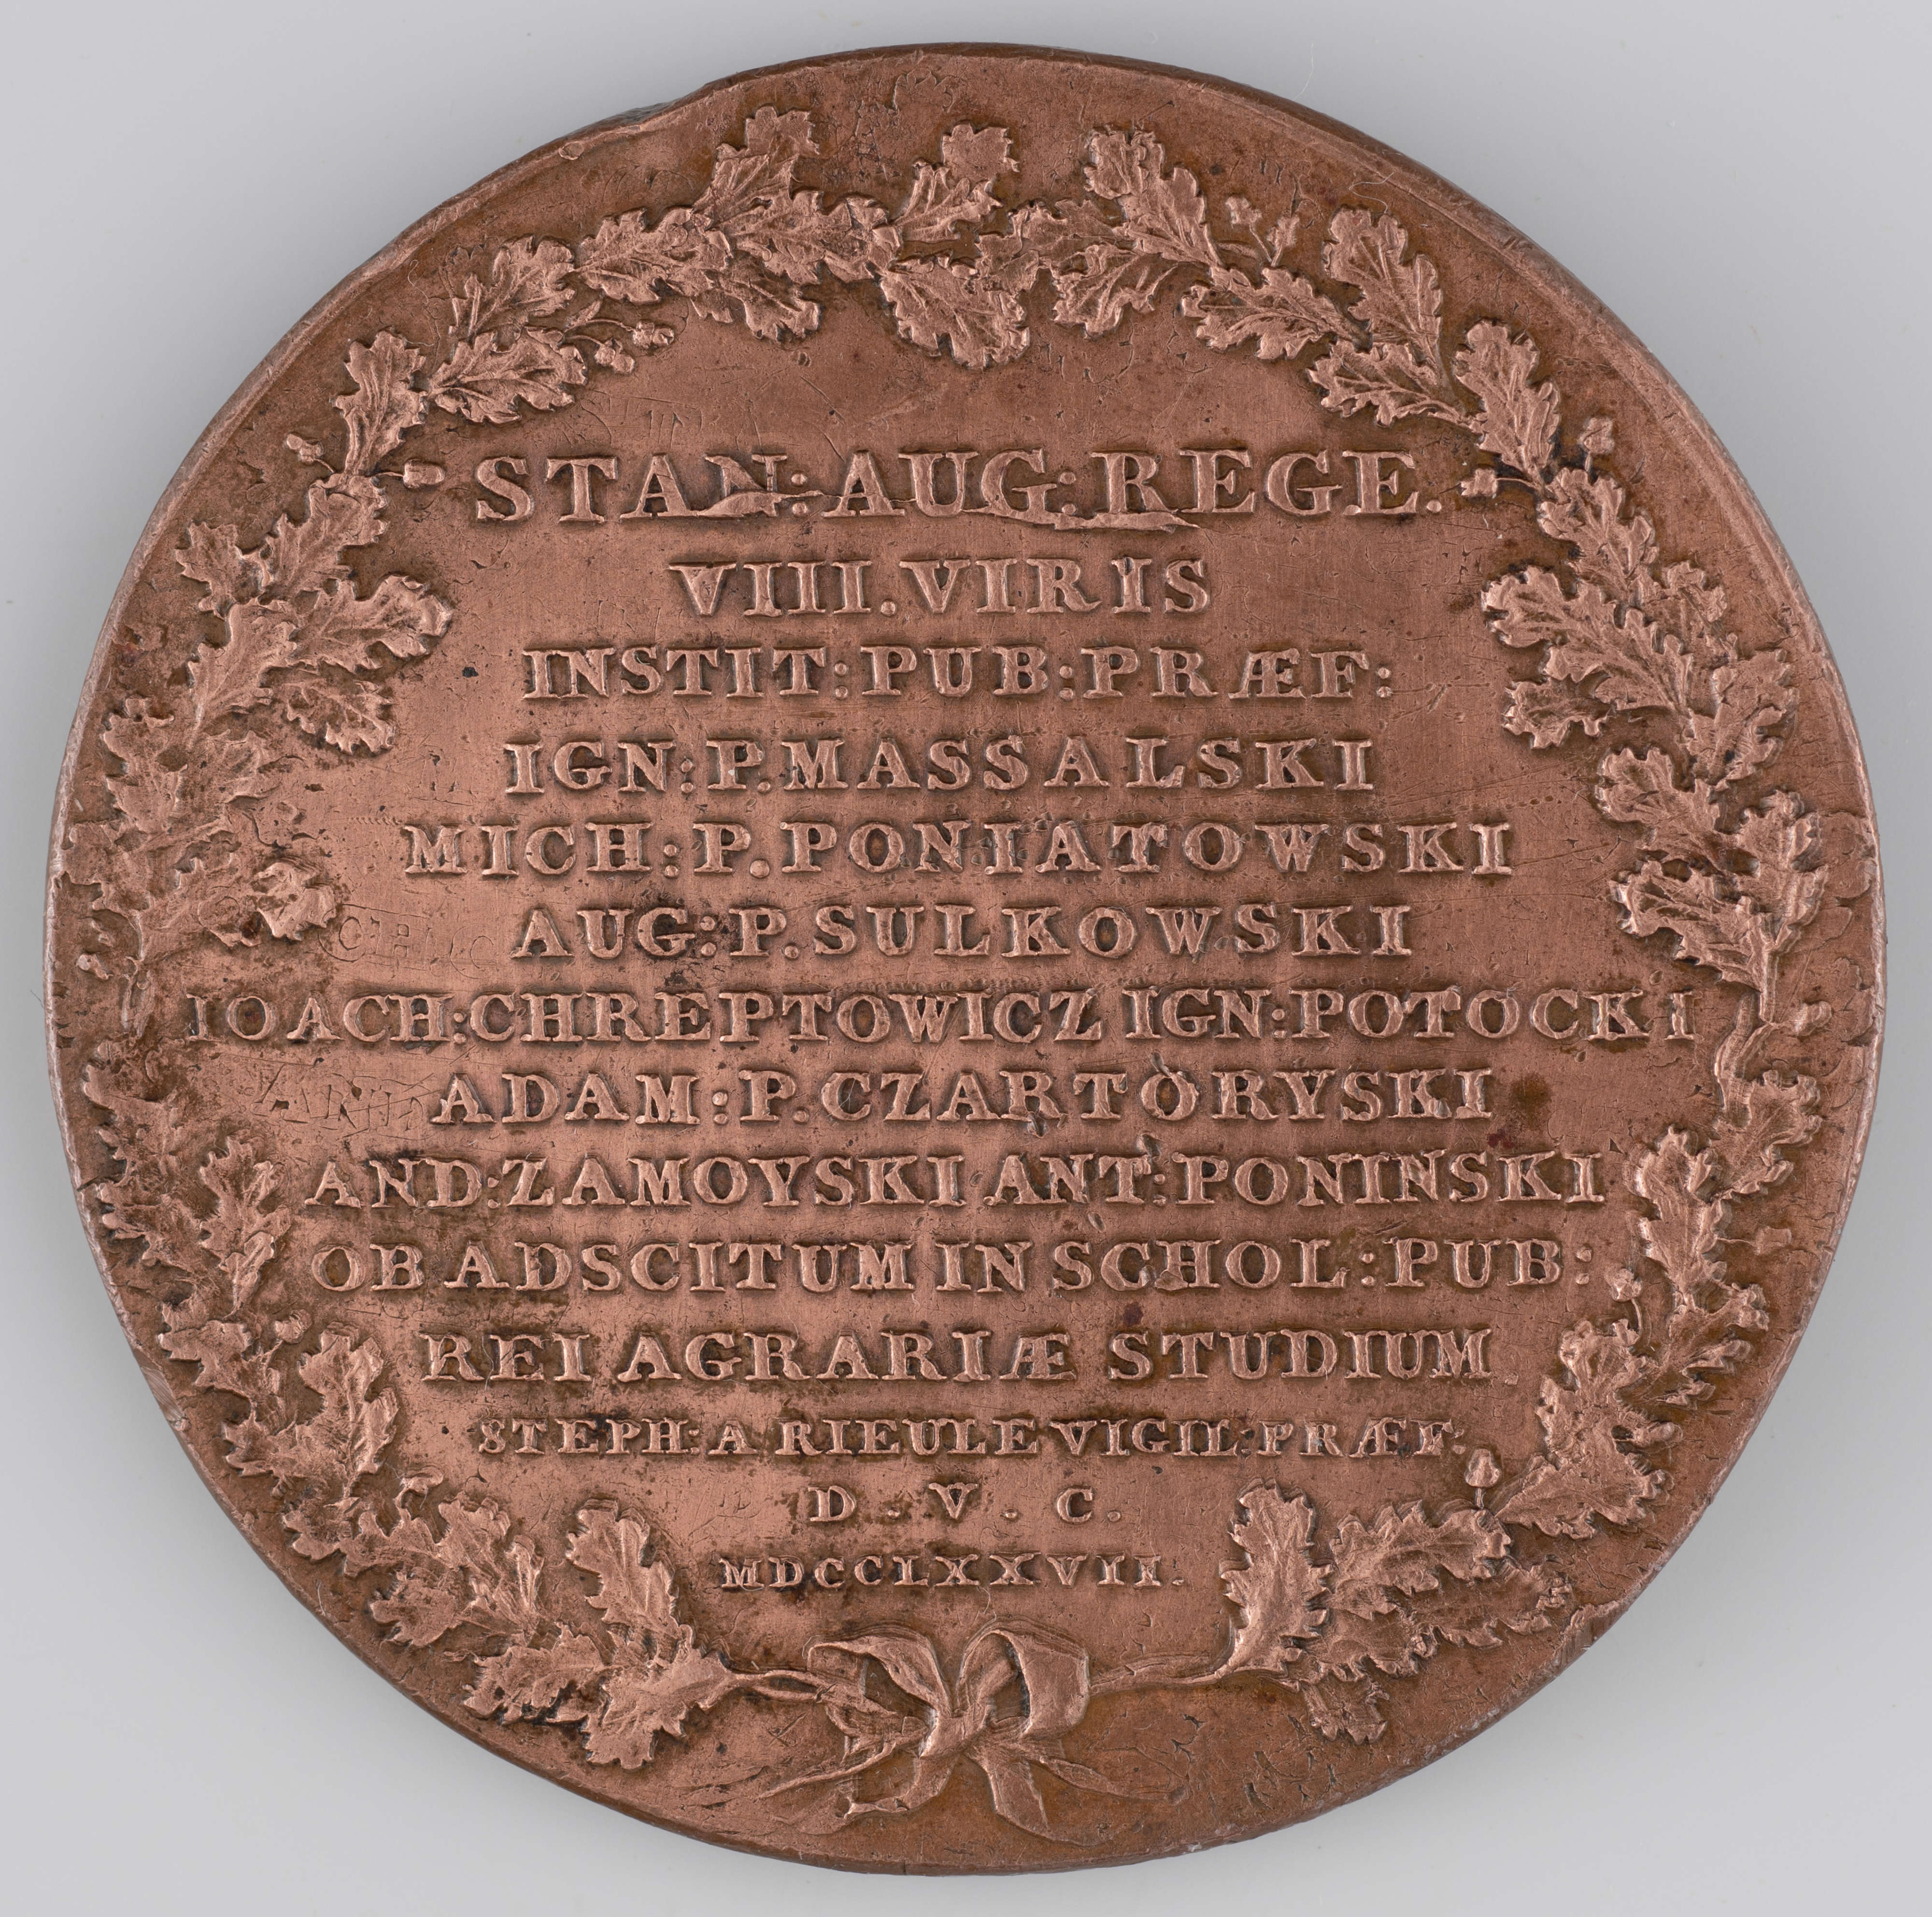 STAN:AUG:REGE.
VIII.VIRIS
INSTIT:PUB:PRÆF:
IGN:P.MASSALSKI
MICH:P.PONIATOWSKI
AUG:P.SULKOWSKI
IOACH:CHREPTOWICZ IGN:POTOCKI
ADAM:P.CZARTORYSKI
AND:ZAMOYSKI ANT:PONINSKI
OB ADSCITUM IN SCHOL:PUB:
REI AGRARIÆ STUDIUM
STEPH:A RIEULE VIGIL:PRÆF:
D.V.C.
MDCCLXXVII.